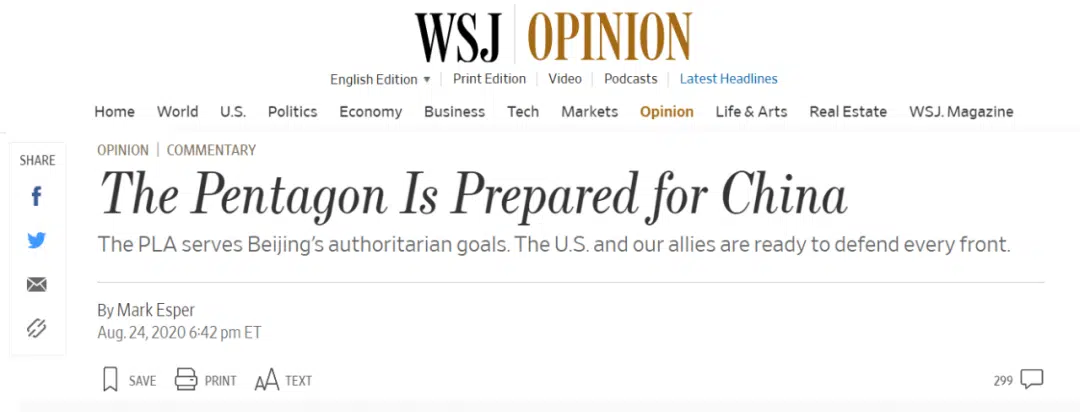 WSJ OPINION
English Edition Print Edition Video Podcasts Latest Headlines
Home World U.S. Politics Economy Business Tech Markets Opinion Life & Arts Real Estate WSJ. Magazine
SHARE
OPINION | COMMENTARY
The Pentagon Is Prepared for China
The PLA serves Beijing's authoritarian goals. The U.S. and our allies are ready to defend every front.
By Mark Esper
Aug. 24, 2020 6:42 pm ET
SAVE PRINT AA TEXT 299